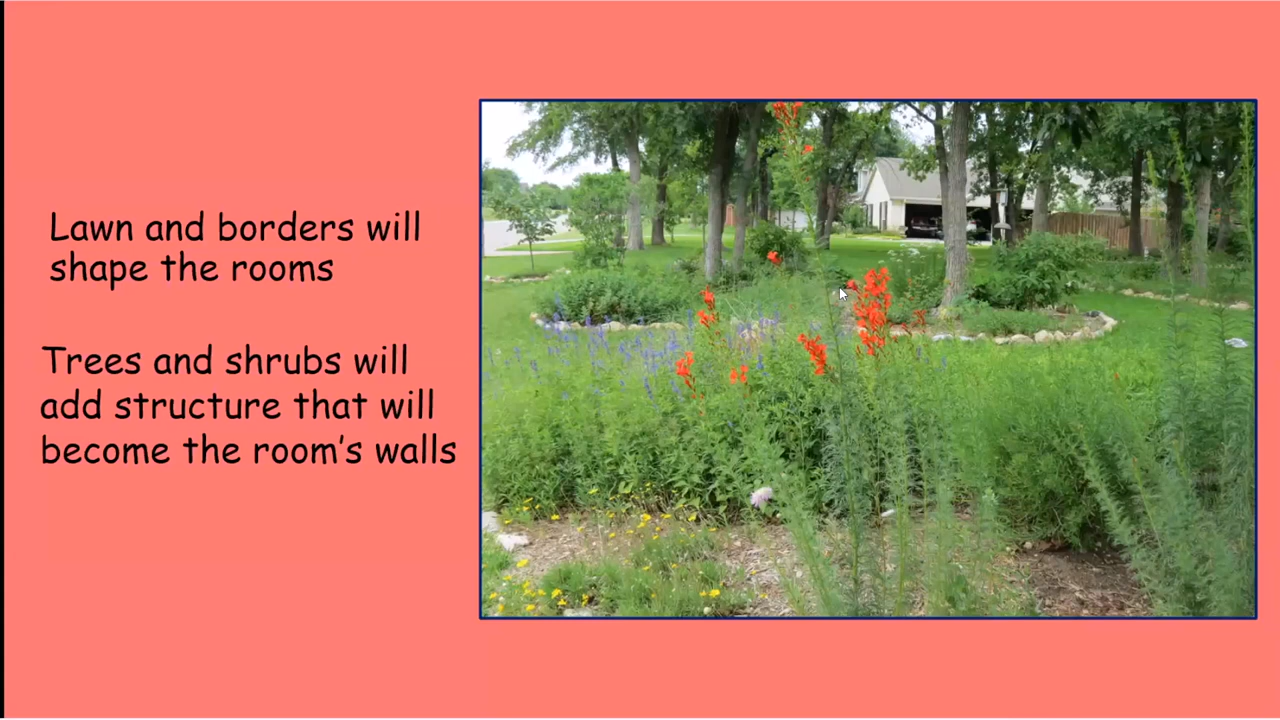 Lawn and borders will
shape the rooms
Trees and shrubs will
add structure that will
become the room’s walls